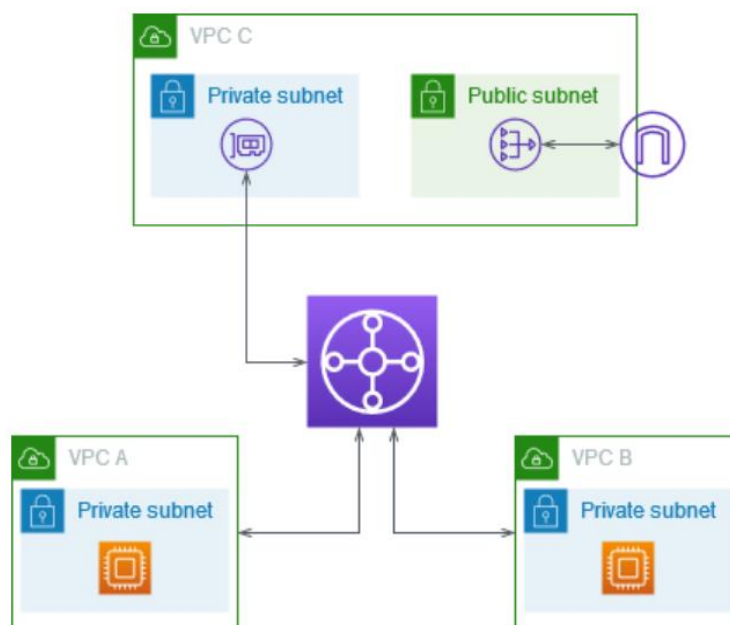 VPC C
Private subnet
Public subnet
VPC A
Private subnet
VPC B
Private subnet